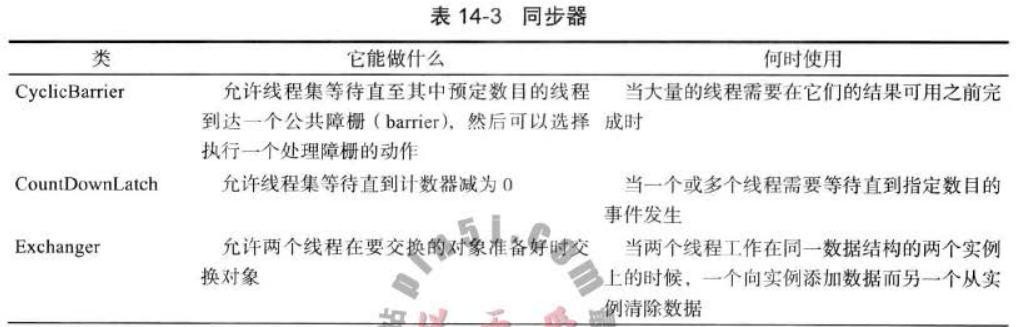 表 14-3 同步器
类 它能做什么 何时使用
CyclicBarrier 允许线程集等待直至其中预定数目的线程 当大量的线程需要在它们的结果可用之前完
到达一个公共障栅（barrier），然后可以选择 成时
执行一个处理障栅的动作
CountDownLatch 允许线程集等待直到计数器减为 0 当一个或多个线程需要等待直到指定数目的
事件发生
Exchanger 允许两个线程在要交换的对象准备好时交 当两个线程工作在同一数据结构的两个实例
换对象 上的时候，一个向实例添加数据而另一个从实
例清除数据